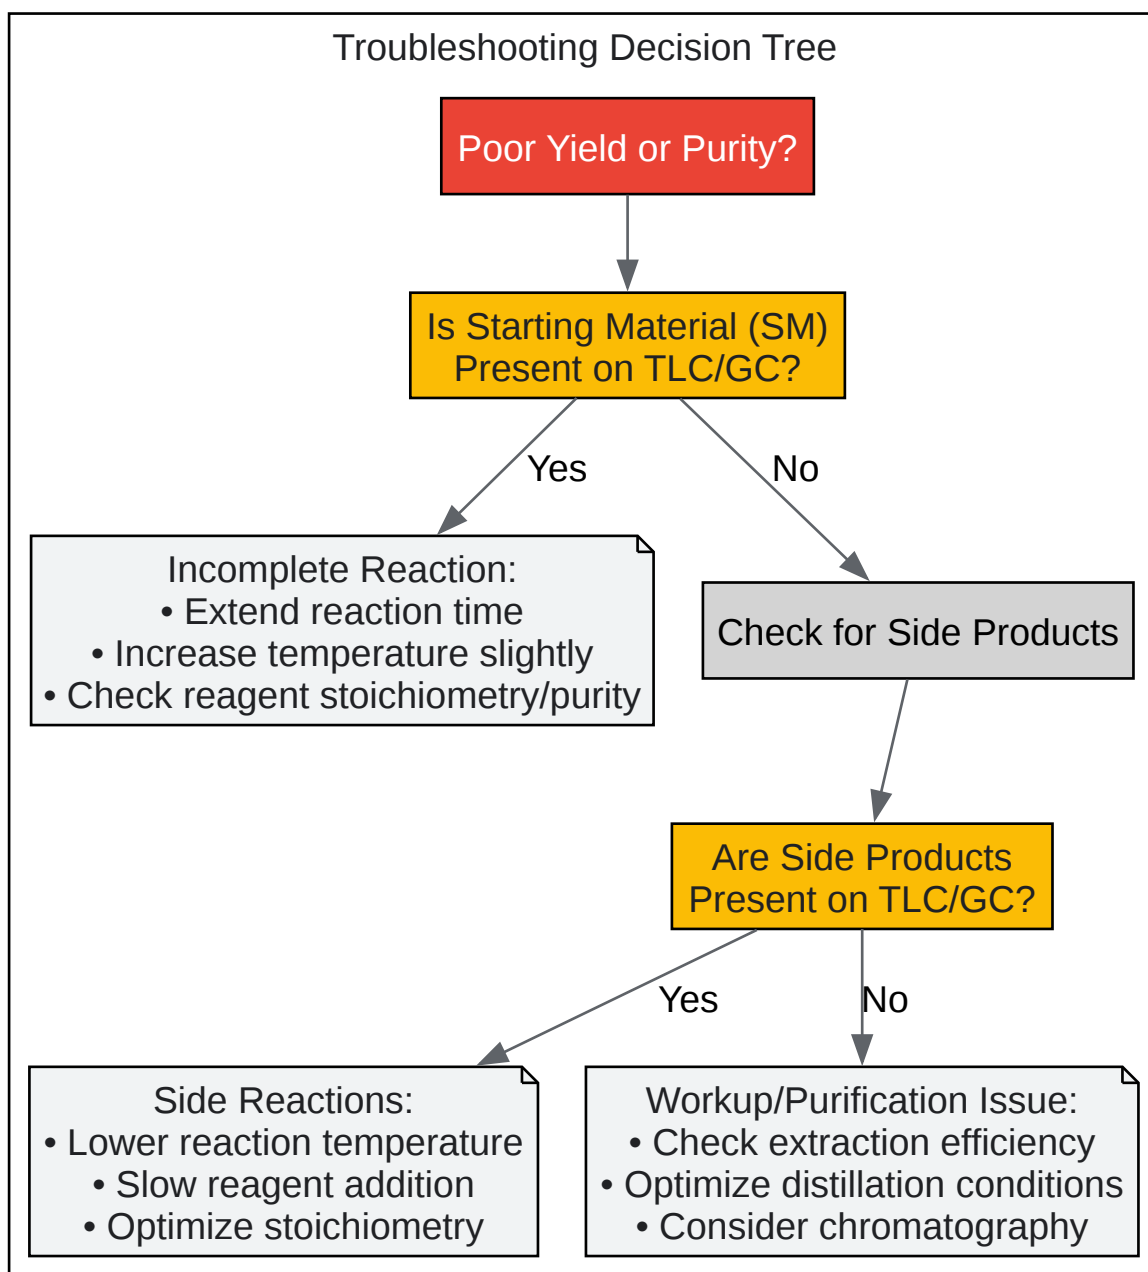 Troubleshooting Decision Tree
Poor Yield or Purity?
Is Starting Material (SM)
Present on TLC/GC?
Yes
No
Incomplete Reaction:
• Extend reaction time
• Increase temperature slightly
• Check reagent stoichiometry/purity
Check for Side Products
Are Side Products
Present on TLC/GC?
Yes
No
Side Reactions:
• Lower reaction temperature
• Slow reagent addition
• Optimize stoichiometry
Workup/Purification Issue:
• Check extraction efficiency
• Optimize distillation conditions
• Consider chromatography